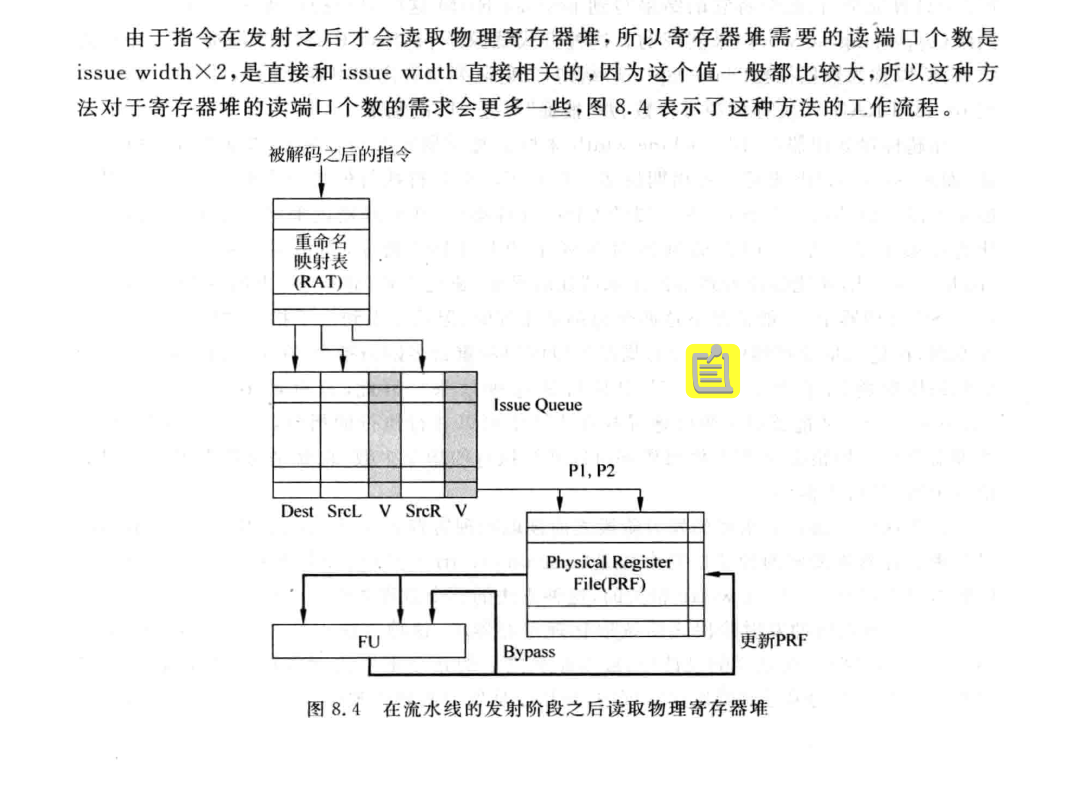 由于指令在发射之后才会读取物理寄存器堆,所以寄存器堆需要的读端口个数是
issue width×2,是直接和 issue width 直接相关的,因为这个值一般都比较大,所以这种方
法对于寄存器堆的读端口个数的需求会更多一些,图 8.4 表示了这种方法的工作流程。
被解码之后的指令
重命名
映射表
(RAT)
Issue Queue
P1, P2
Dest SrcL V SrcR V
Physical Register
File(PRF)
FU
Bypass
更新PRF
图 8.4 在流水线的发射阶段之后读取物理寄存器堆